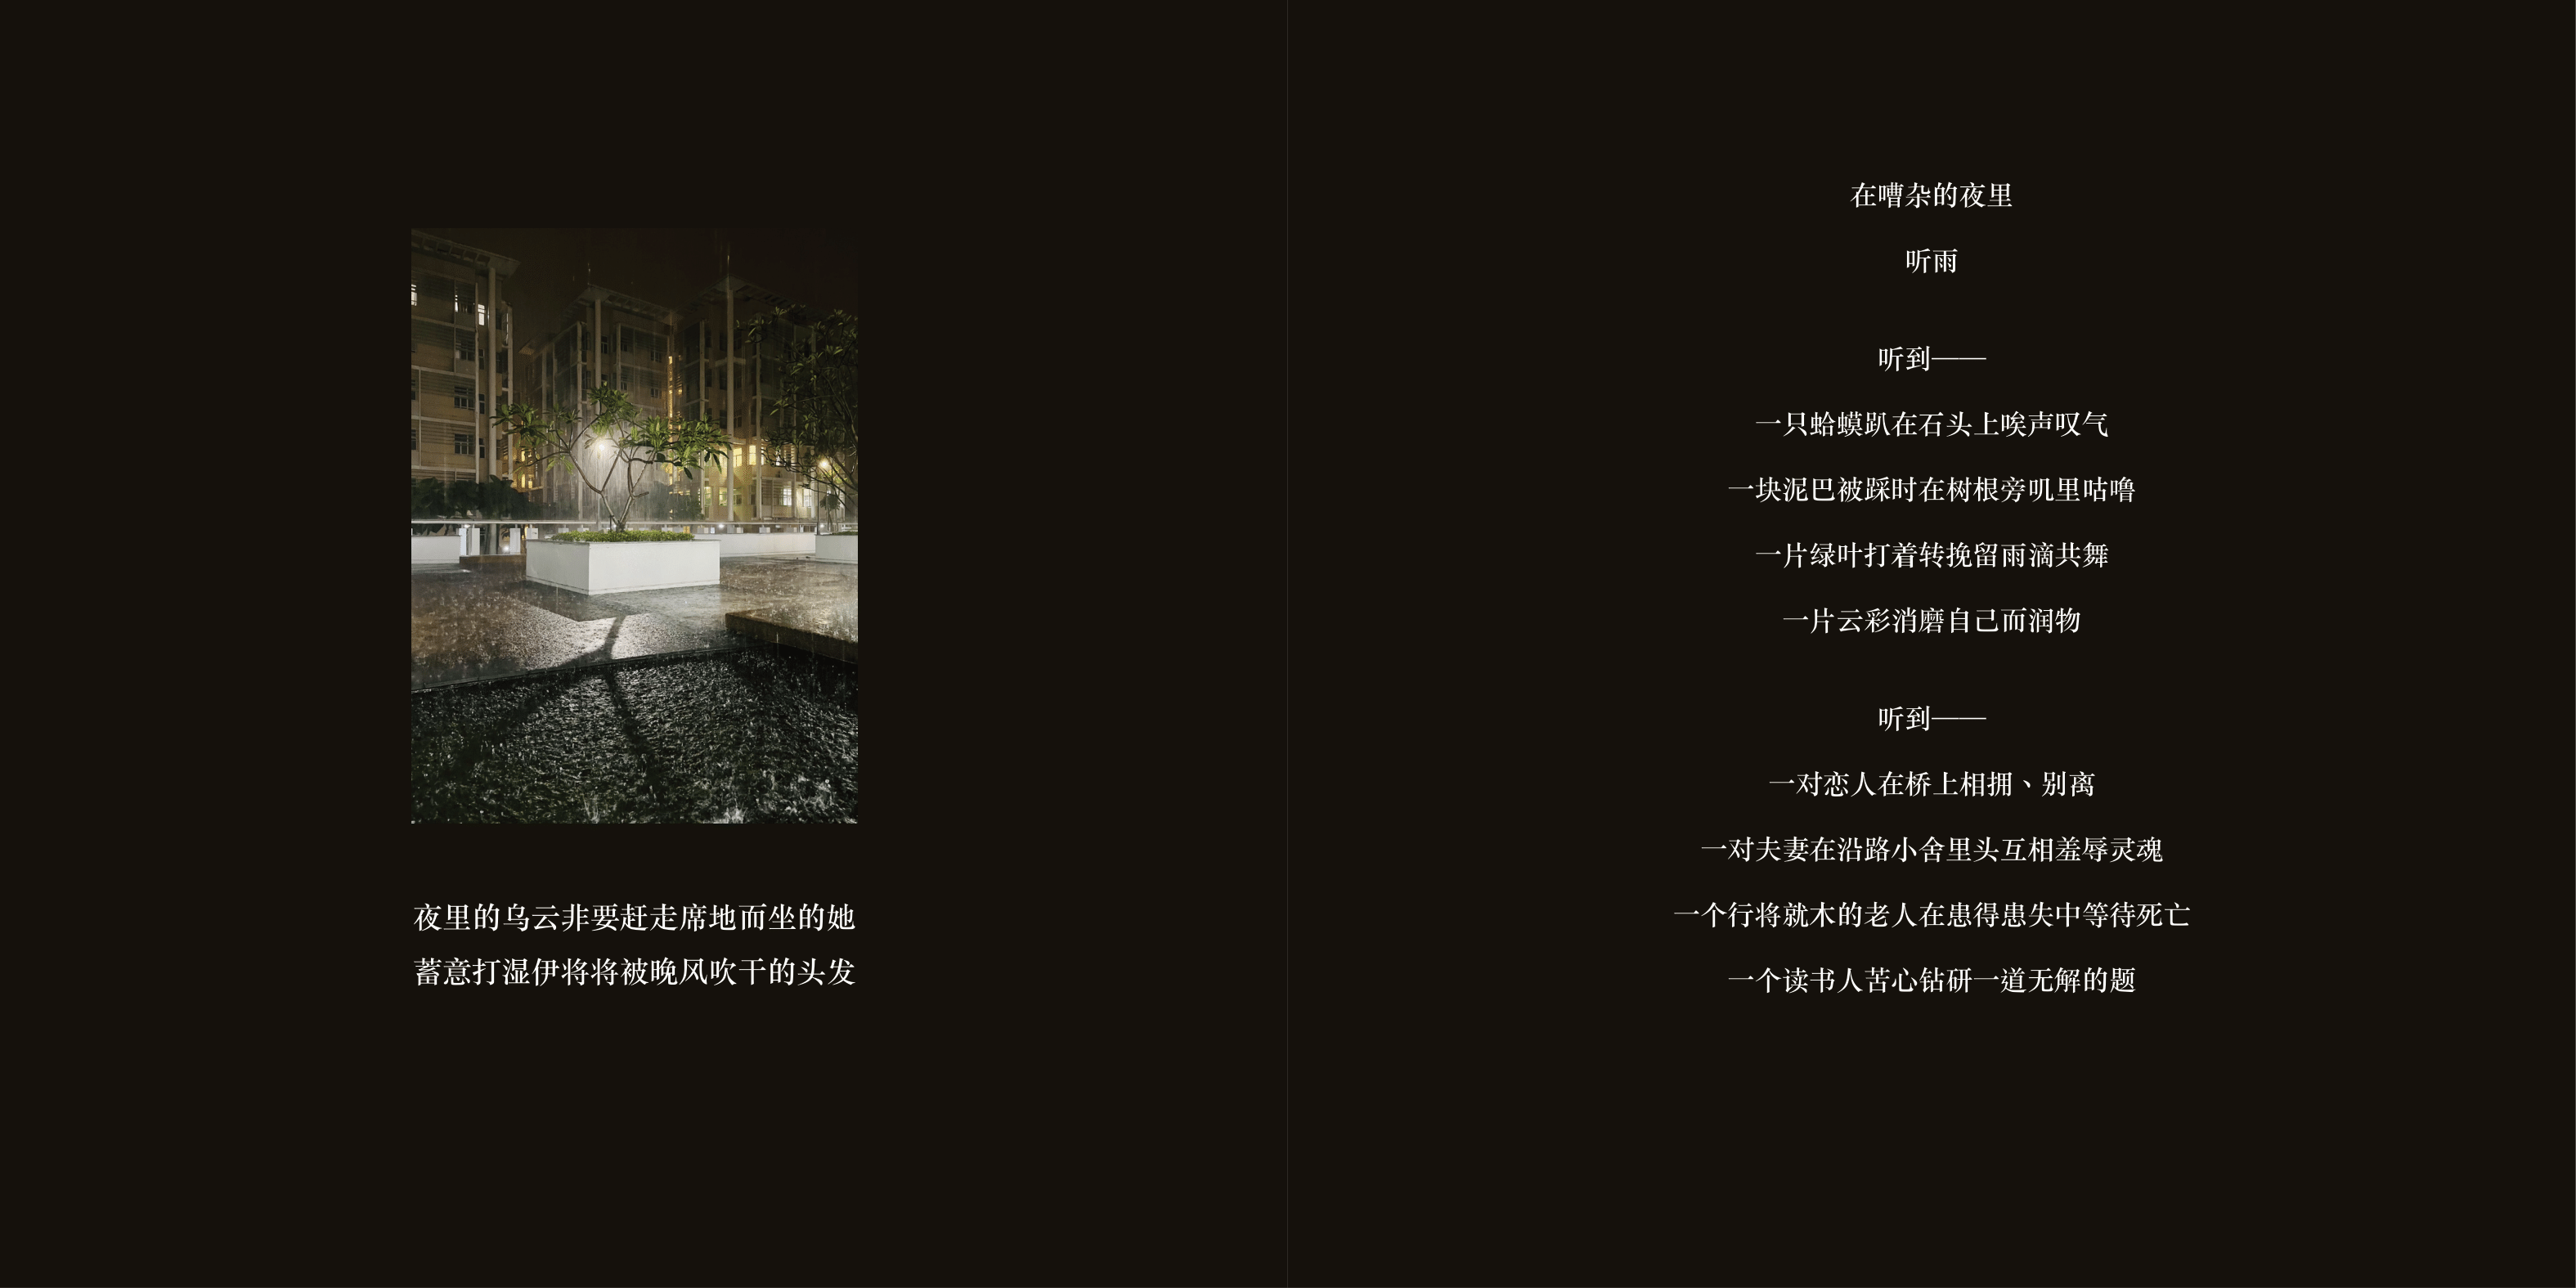 夜里的乌云非要赶走席地而坐的她
蓄意打湿伊将将被晚风吹干的头发
在嘈杂的夜里
听雨
听到——
一只蛤蟆趴在石头上唉声叹气
一块泥巴被踩时在树根旁叽里咕噜
一片绿叶打着转挽留雨滴共舞
一片云彩消磨自己而润物
听到——
一对恋人在桥上相拥、别离
一对夫妻在沿路小舍里头互相羞辱灵魂
一个行将就木的老人在患得患失中等待死亡
一个读书人苦心钻研一道无解的题